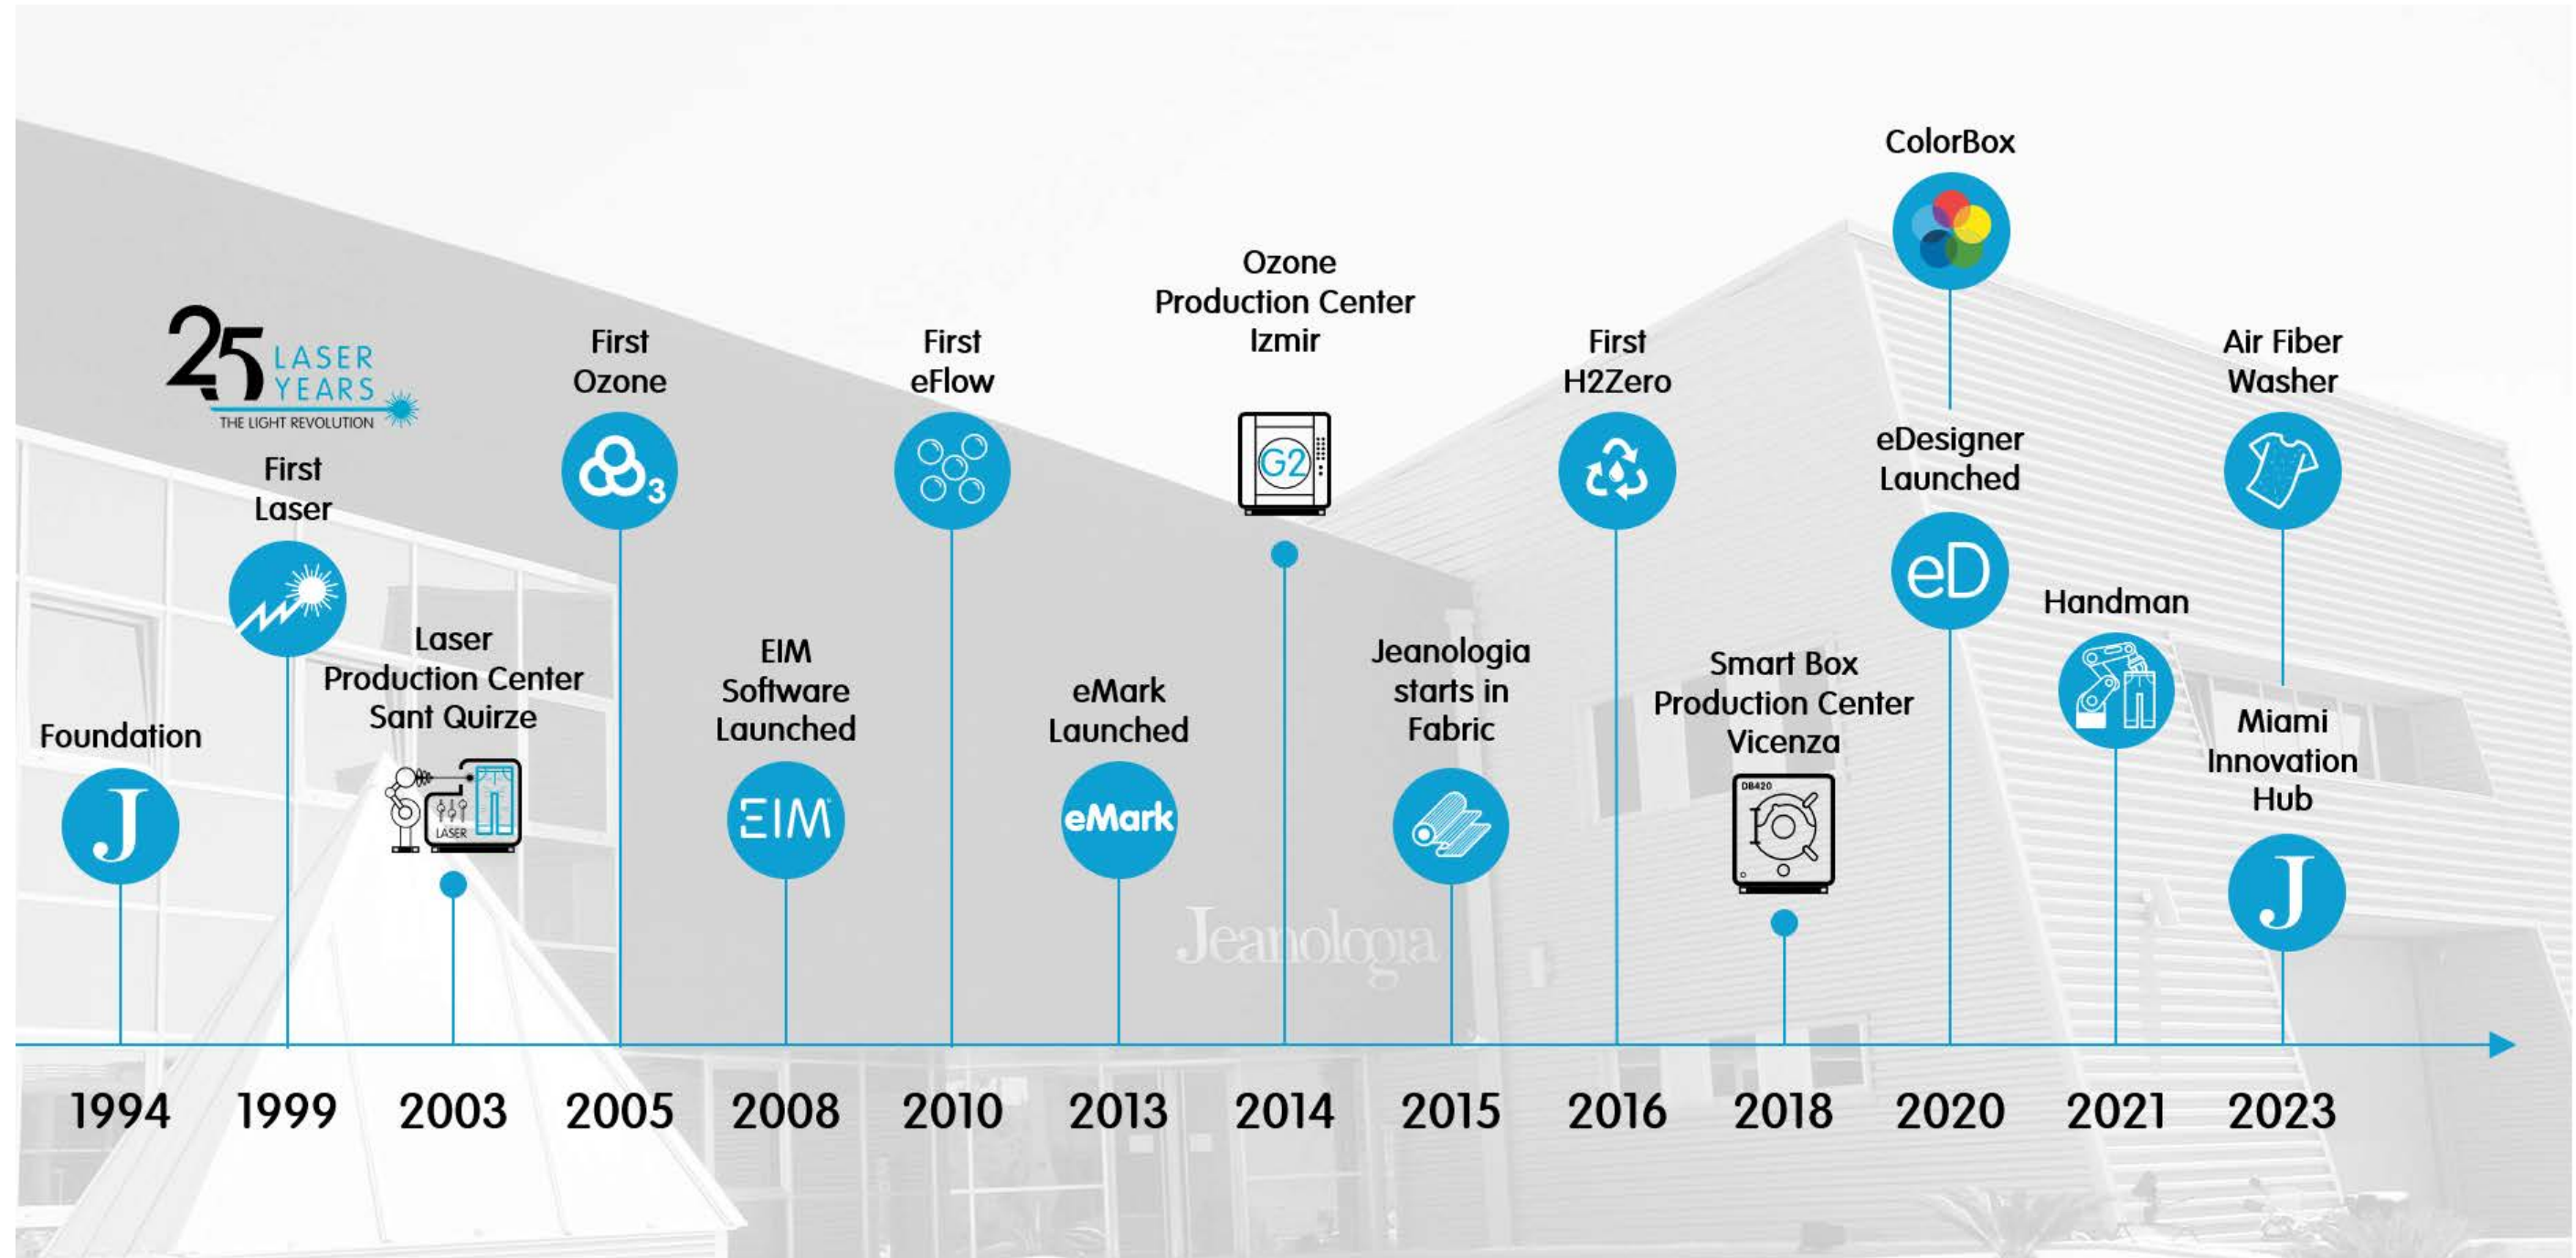 ColorBox
Ozone
Production Center
Izmir
25 LASER
YEARS
THE LIGHT REVOLUTION
First
Ozone
First
eFlow
First
H2Zero
Air Fiber
Washer
First
Laser
3
G2
eDesigner
Launched
eD
Handman
Laser
Production Center
Sant Quirze
LASER
EIM
Software
Launched
EIM
eMark
Launched
eMark
Jeanologia
starts in
Fabric
Smart Box
Production Center
Vicenza
DB420
Foundation
J
Miami
Innovation
Hub
J
Jeanologia
1994 1999 2003 2005 2008 2010 2013 2014 2015 2016 2018 2020 2021 2023